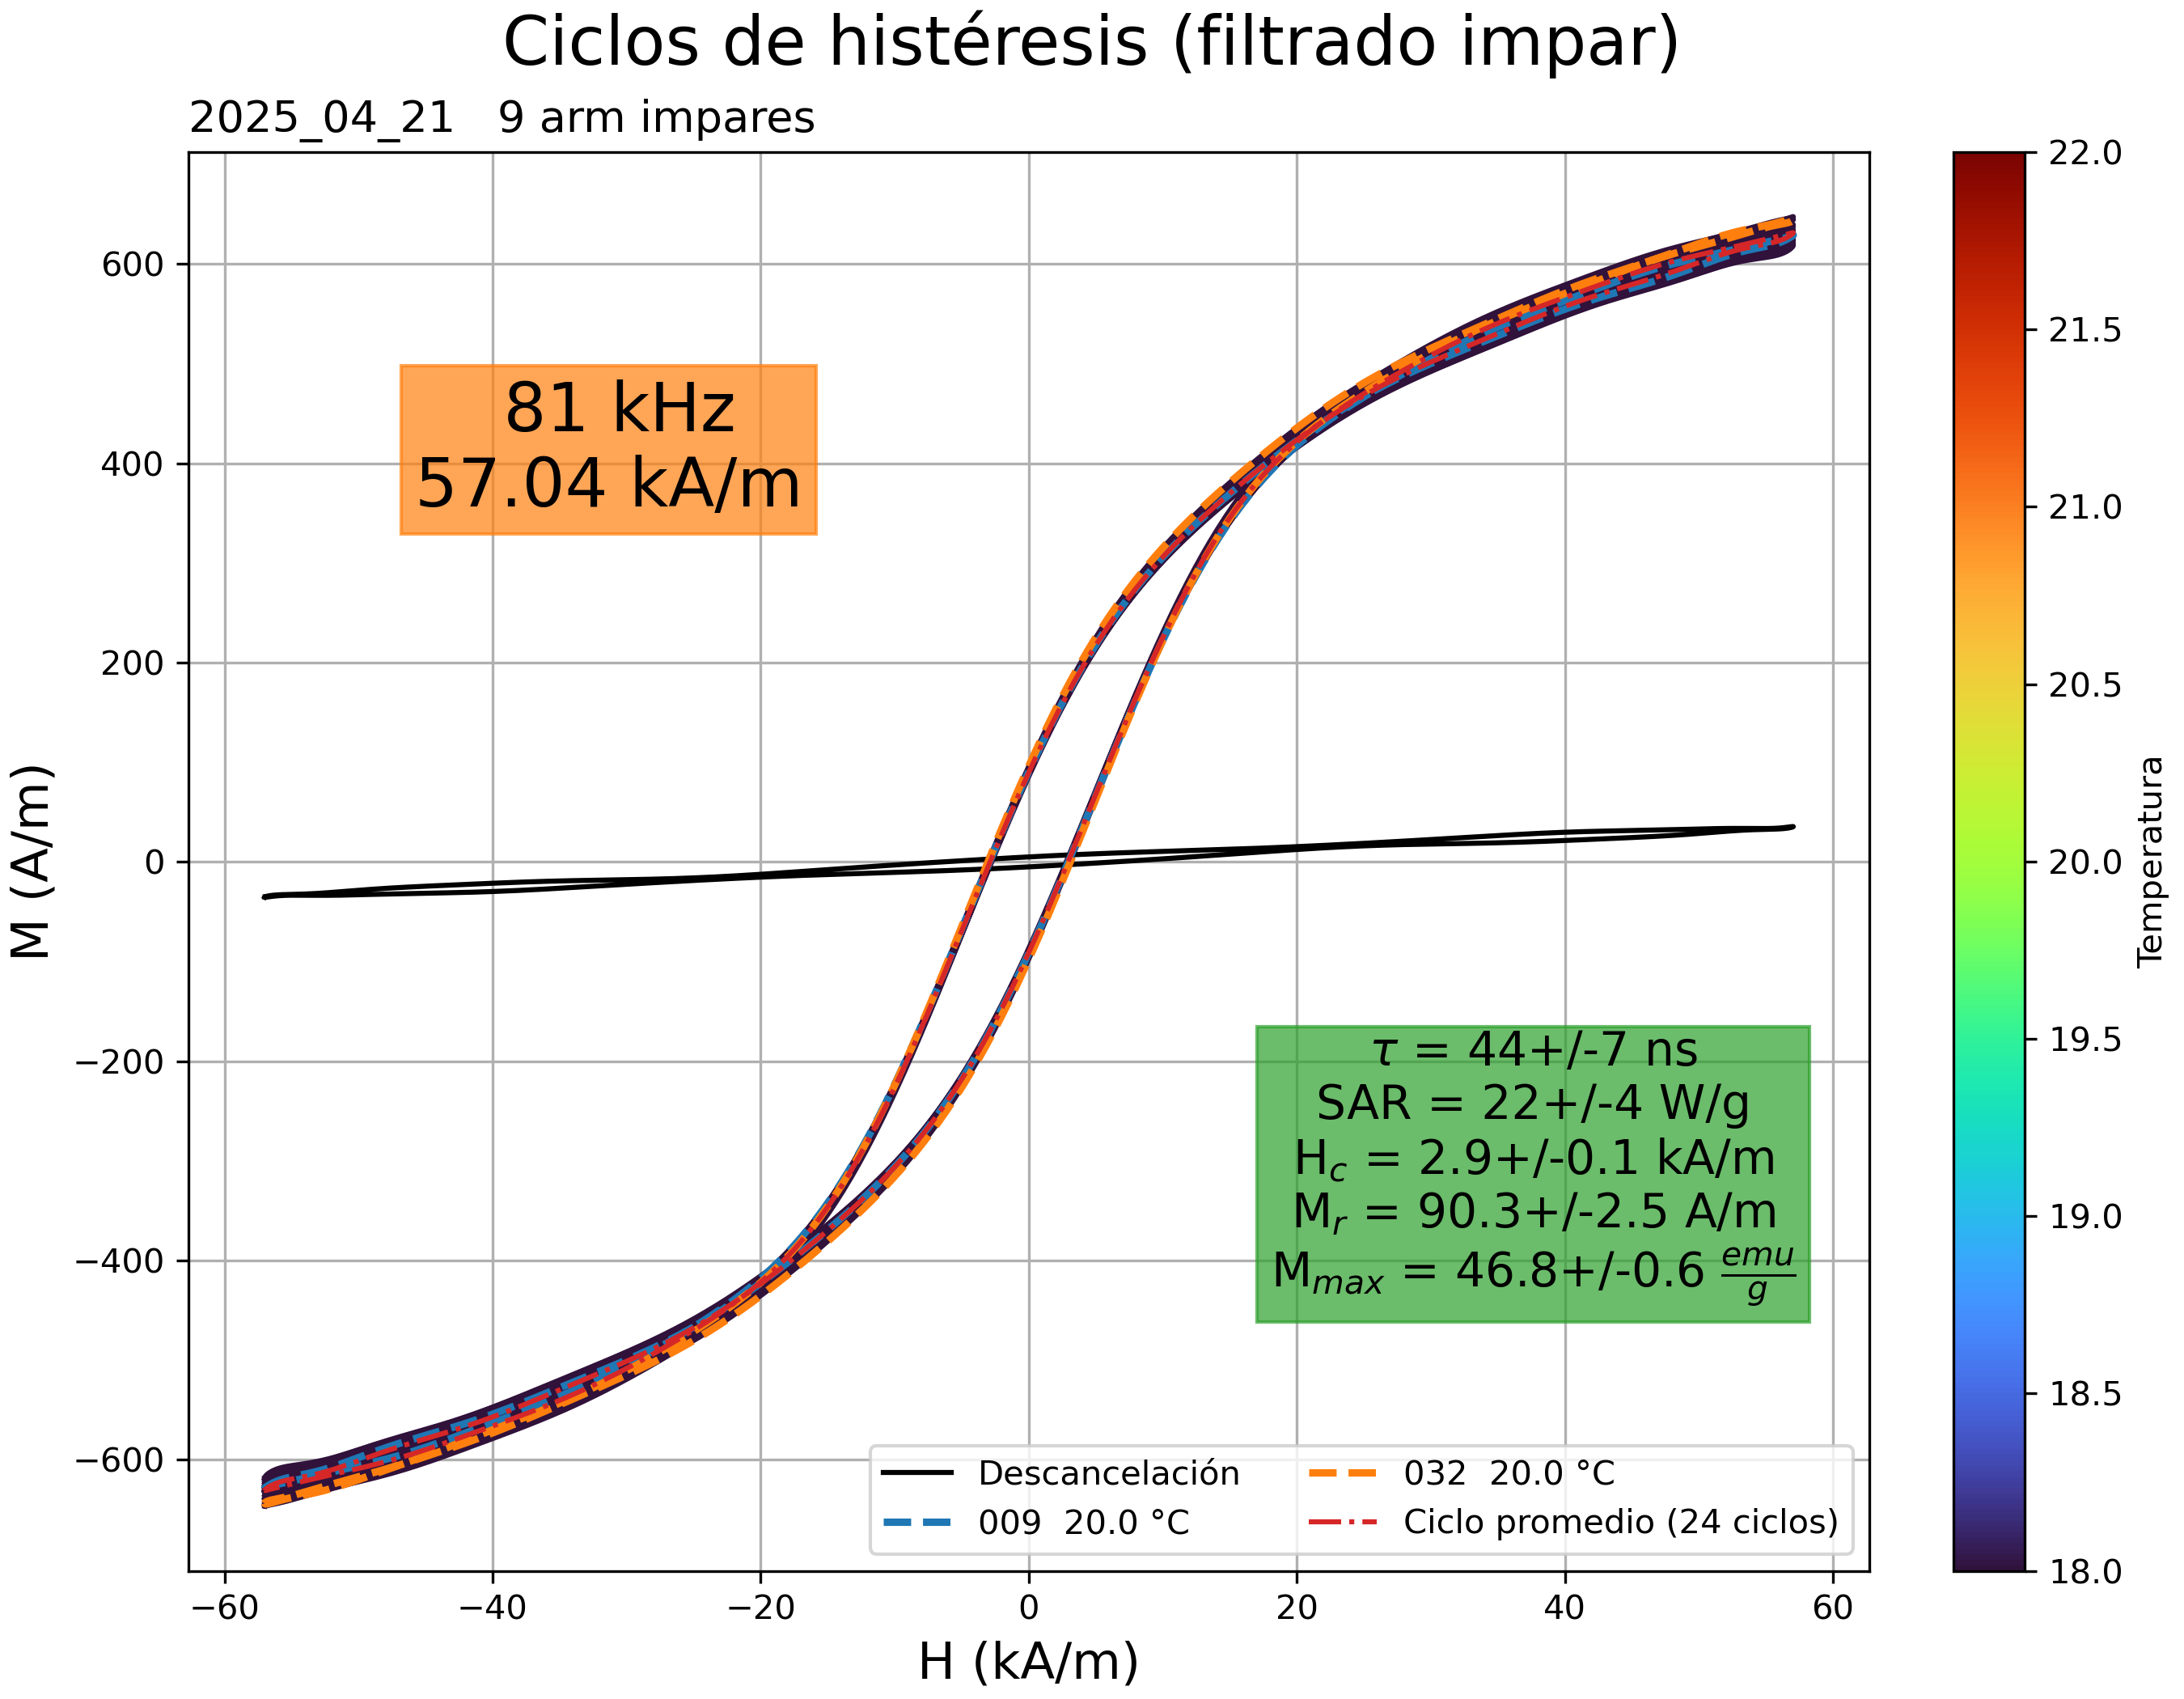 Ciclos de histéresis (filtrado impar)
2025_04_21   9 arm impares
81 kHz
57.04 kA/m
M (A/m)
600
400
200
0
−200
−400
−600
τ = 44+/-7 ns
SAR = 22+/-4 W/g
H_c = 2.9+/-0.1 kA/m
M_r = 90.3+/-2.5 A/m
M_max = 46.8+/-0.6 emu/g
Descancelación
009  20.0 °C
032  20.0 °C
Ciclo promedio (24 ciclos)
−60
−40
−20
0
20
40
60
H (kA/m)
22.0
21.5
21.0
20.5
20.0
19.5
19.0
18.5
18.0
Temperatura